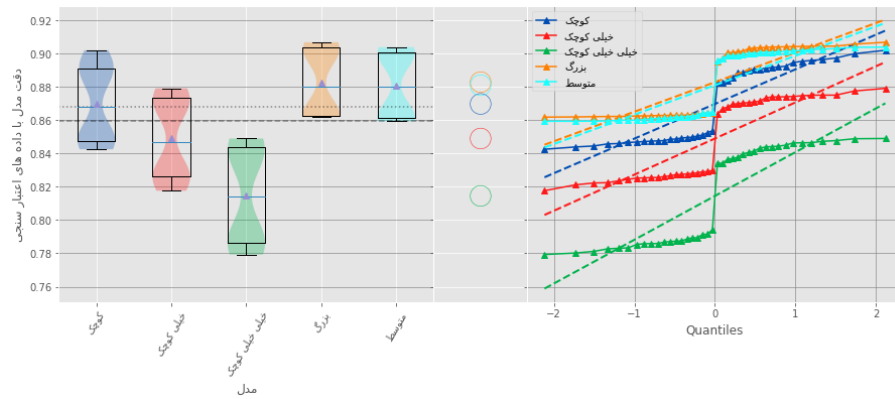 دقت مدل با داده های اعتبار سنجی
0.92
0.90
0.88
0.86
0.84
0.82
0.80
0.78
0.76
کوچک
خیلی کوچک
خیلی خیلی کوچک
بزرگ
متوسط
مدل
کوچک
خیلی کوچک
خیلی خیلی کوچک
بزرگ
متوسط
−2
−1
0
1
2
Quantiles